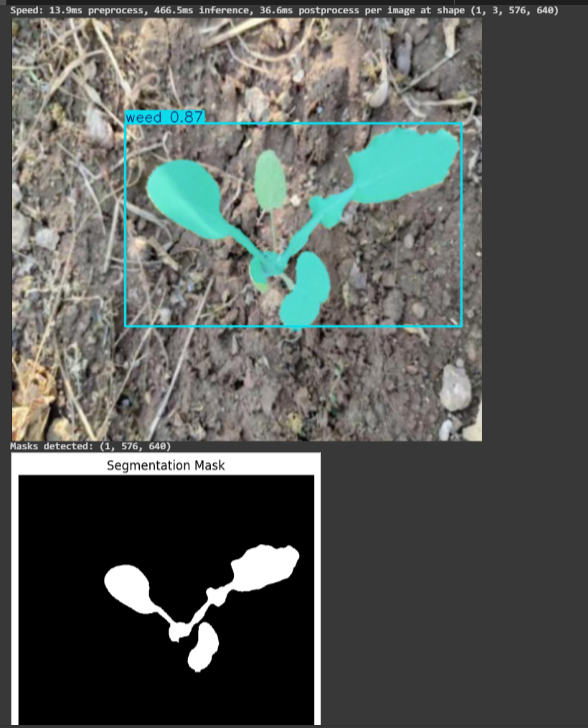 Speed: 13.9ms preprocess, 466.5ms inference, 36.6ms postprocess per image at shape (1, 3, 576, 640)
weed 0.87
Masks detected: (1, 576, 640)
Segmentation Mask